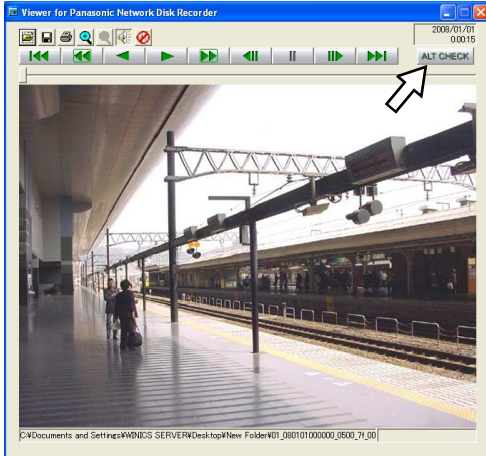 Viewer for Panasonic Network Disk Recorder
2008/01/01
0:00:15
ALT CHECK
C:¥Documents and Settings¥WINICS SERVER¥Desktop¥New Folder¥01_080101000000_0500_7f_00